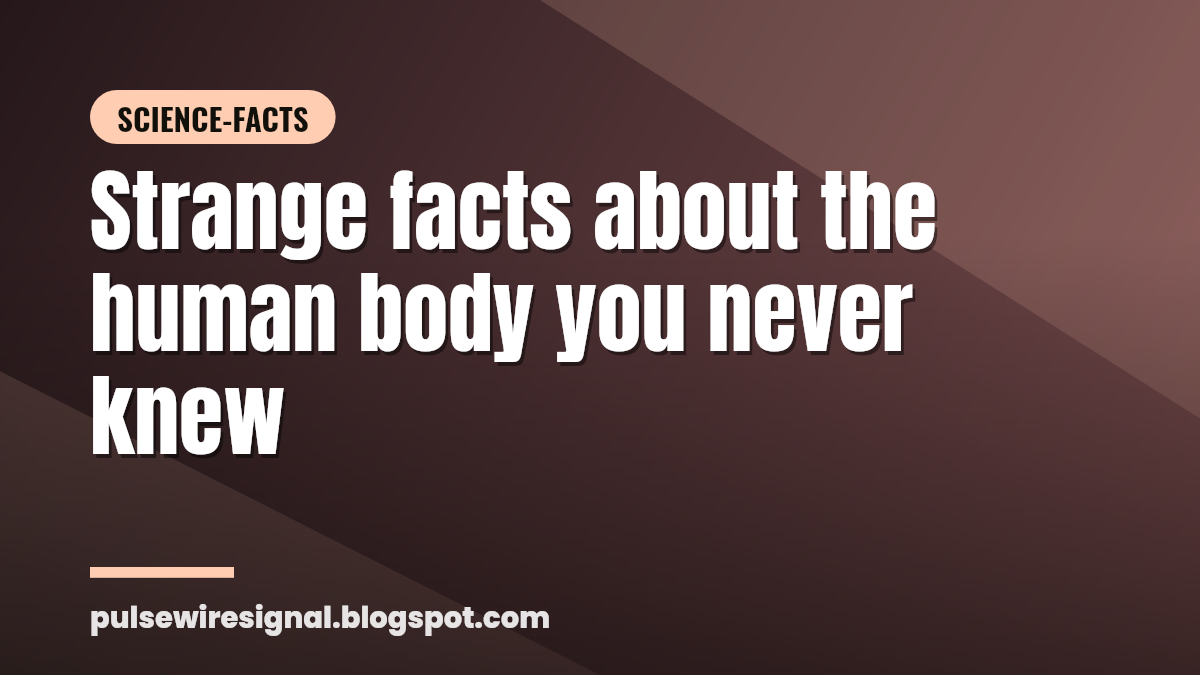 SCIENCE-FACTS
Strange facts about the
human body you never
knew
pulsewiresignal.blogspot.com